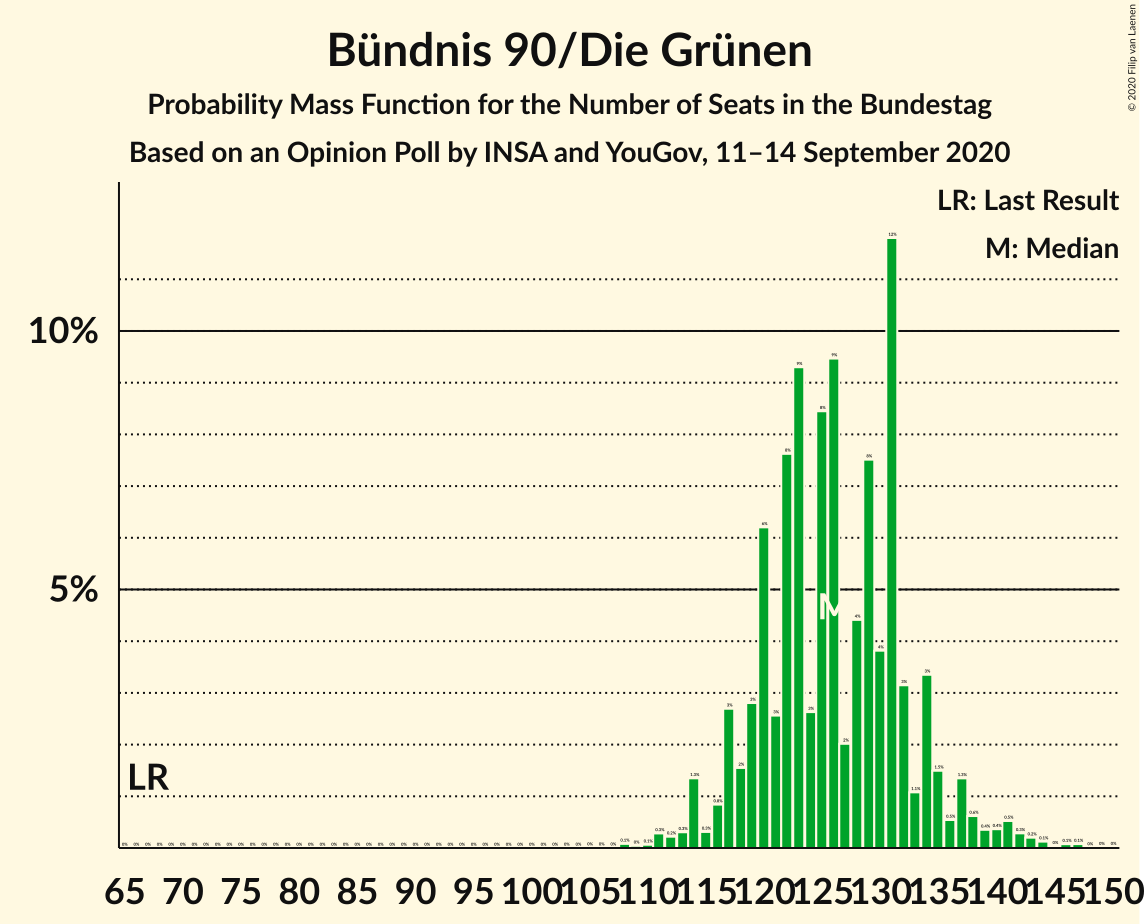 Bündnis 90/Die Grünen
Probability Mass Function for the Number of Seats in the Bundestag
Based on an Opinion Poll by INSA and YouGov, 11–14 September 2020
© 2020 Filip van Laenen
LR: Last Result
M: Median
10%
5%
LR
M
65 70 75 80 85 90 95 100 105 110 115 120 125 130 135 140 145 150